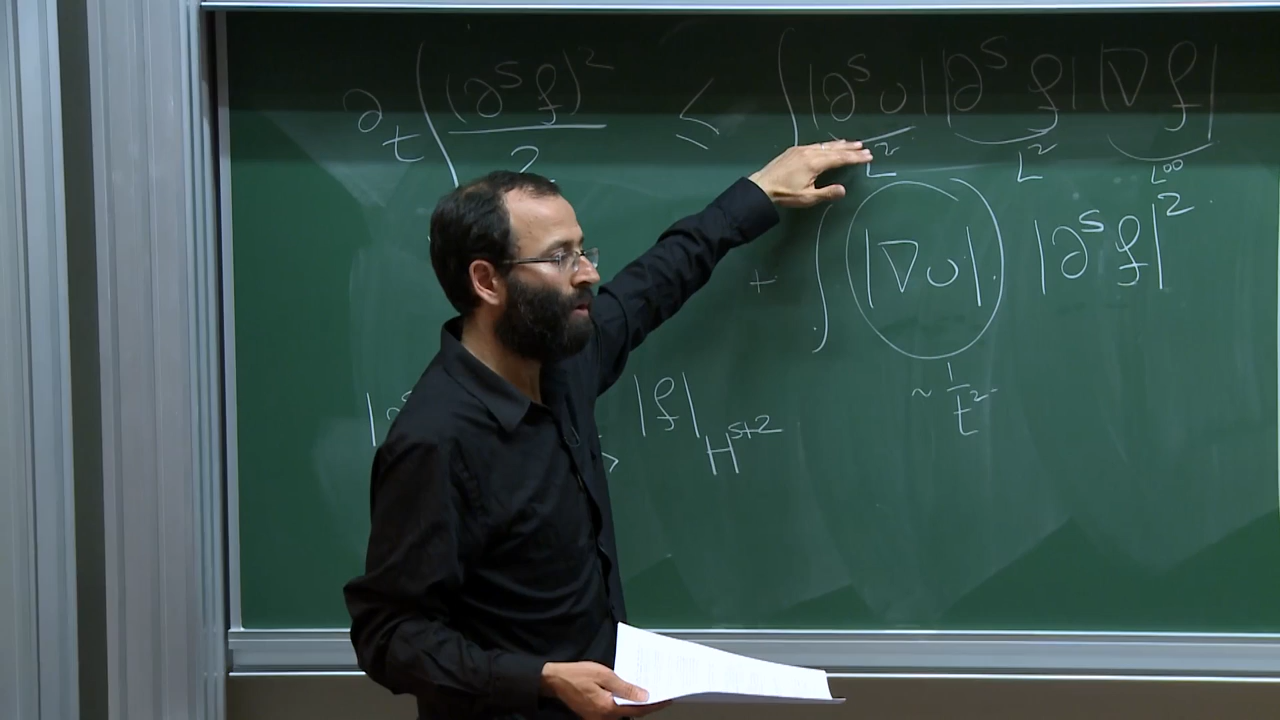 ∂t ∫ (∂^s f)^2 / 2 ≤ ∫ |∂^s υ| |∂^s f| |∇ f|
L^2 L^2 L^∞
+ ∫ |∇υ| . |∂^s f|^2
~ 1/t^2
|f|_{H^{s+2}}